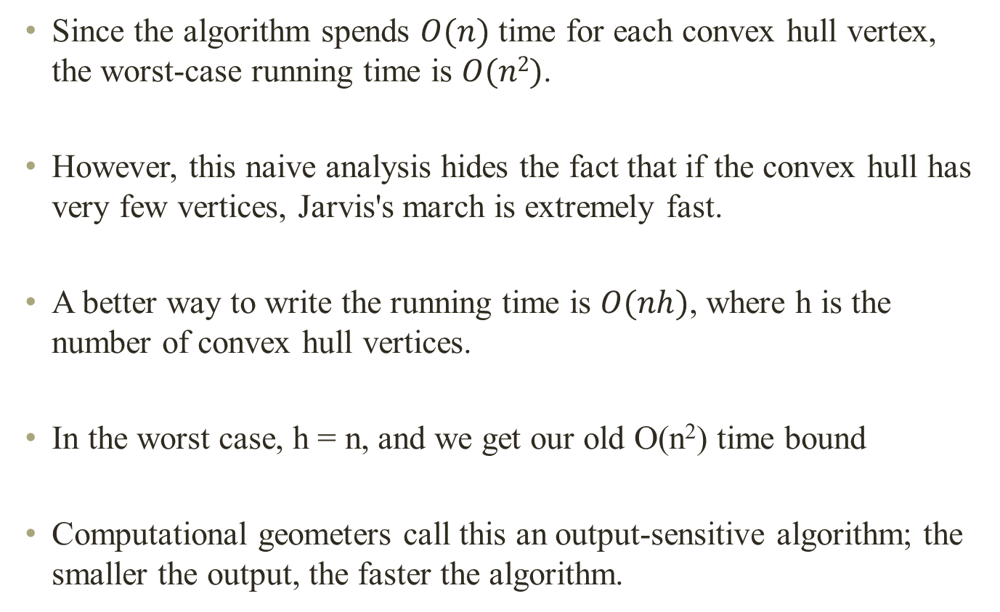 • Since the algorithm spends O(n) time for each convex hull vertex,
the worst-case running time is O(n²).
• However, this naive analysis hides the fact that if the convex hull has
very few vertices, Jarvis's march is extremely fast.
• A better way to write the running time is O(nh), where h is the
number of convex hull vertices.
• In the worst case, h = n, and we get our old O(n²) time bound
• Computational geometers call this an output-sensitive algorithm; the
smaller the output, the faster the algorithm.